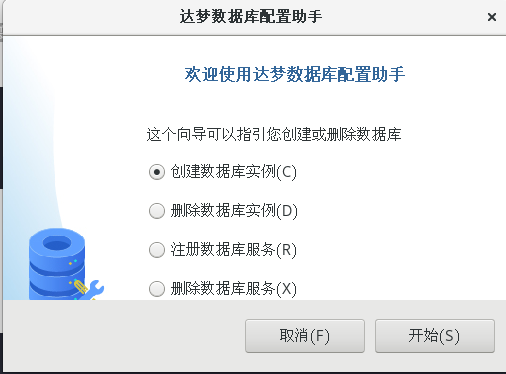 达梦数据库配置助手
欢迎使用达梦数据库配置助手
这个向导可以指引您创建或删除数据库
创建数据库实例(C)
删除数据库实例(D)
注册数据库服务(R)
删除数据库服务(X)
取消(F)
开始(S)